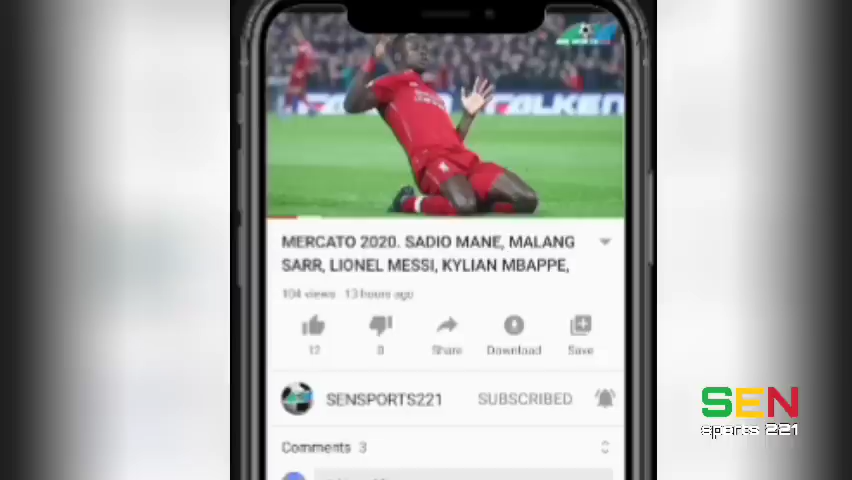 FALKEN
MERCATO 2020. SADIO MANE, MALANG
SARR, LIONEL MESSI, KYLIAN MBAPPE,
104 views · 13 hours ago
12
0
Share
Download
Save
SENSPORTS221
SUBSCRIBED
Comments 3
SEN
sports 221